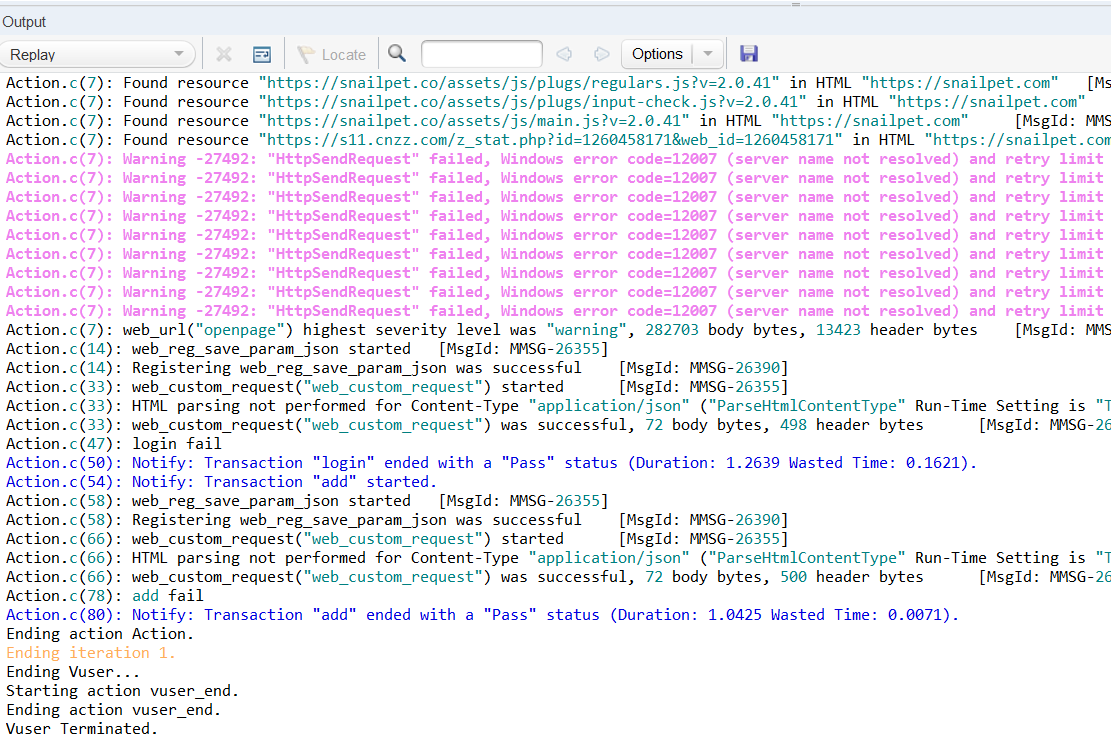 Output
Replay Locate Options
Action.c(7): Found resource "https://snailpet.co/assets/js/plugs/regulars.js?v=2.0.41" in HTML "https://snailpet.com" [Ms
Action.c(7): Found resource "https://snailpet.co/assets/js/plugs/input-check.js?v=2.0.41" in HTML "https://snailpet.com"
Action.c(7): Found resource "https://snailpet.co/assets/js/main.js?v=2.0.41" in HTML "https://snailpet.com" [MsgId: MMS
Action.c(7): Found resource "https://s11.cnzz.com/z_stat.php?id=1260458171&web_id=1260458171" in HTML "https://snailpet.com
Action.c(7): Warning -27492: "HttpSendRequest" failed, Windows error code=12007 (server name not resolved) and retry limit
Action.c(7): Warning -27492: "HttpSendRequest" failed, Windows error code=12007 (server name not resolved) and retry limit
Action.c(7): Warning -27492: "HttpSendRequest" failed, Windows error code=12007 (server name not resolved) and retry limit
Action.c(7): Warning -27492: "HttpSendRequest" failed, Windows error code=12007 (server name not resolved) and retry limit
Action.c(7): Warning -27492: "HttpSendRequest" failed, Windows error code=12007 (server name not resolved) and retry limit
Action.c(7): Warning -27492: "HttpSendRequest" failed, Windows error code=12007 (server name not resolved) and retry limit
Action.c(7): Warning -27492: "HttpSendRequest" failed, Windows error code=12007 (server name not resolved) and retry limit
Action.c(7): Warning -27492: "HttpSendRequest" failed, Windows error code=12007 (server name not resolved) and retry limit
Action.c(7): Warning -27492: "HttpSendRequest" failed, Windows error code=12007 (server name not resolved) and retry limit
Action.c(7): web_url("openpage") highest severity level was "warning", 282703 body bytes, 13423 header bytes [MsgId: MMS
Action.c(14): web_reg_save_param_json started [MsgId: MMSG-26355]
Action.c(14): Registering web_reg_save_param_json was successful [MsgId: MMSG-26390]
Action.c(33): web_custom_request("web_custom_request") started [MsgId: MMSG-26355]
Action.c(33): HTML parsing not performed for Content-Type "application/json" ("ParseHtmlContentType" Run-Time Setting is "T
Action.c(33): web_custom_request("web_custom_request") was successful, 72 body bytes, 498 header bytes [MsgId: MMSG-26
Action.c(47): login fail
Action.c(50): Notify: Transaction "login" ended with a "Pass" status (Duration: 1.2639 Wasted Time: 0.1621).
Action.c(54): Notify: Transaction "add" started.
Action.c(58): web_reg_save_param_json started [MsgId: MMSG-26355]
Action.c(58): Registering web_reg_save_param_json was successful [MsgId: MMSG-26390]
Action.c(66): web_custom_request("web_custom_request") started [MsgId: MMSG-26355]
Action.c(66): HTML parsing not performed for Content-Type "application/json" ("ParseHtmlContentType" Run-Time Setting is "T
Action.c(66): web_custom_request("web_custom_request") was successful, 72 body bytes, 500 header bytes [MsgId: MMSG-26
Action.c(78): add fail
Action.c(80): Notify: Transaction "add" ended with a "Pass" status (Duration: 1.0425 Wasted Time: 0.0071).
Ending action Action.
Ending iteration 1.
Ending Vuser...
Starting action vuser_end.
Ending action vuser_end.
Vuser Terminated.